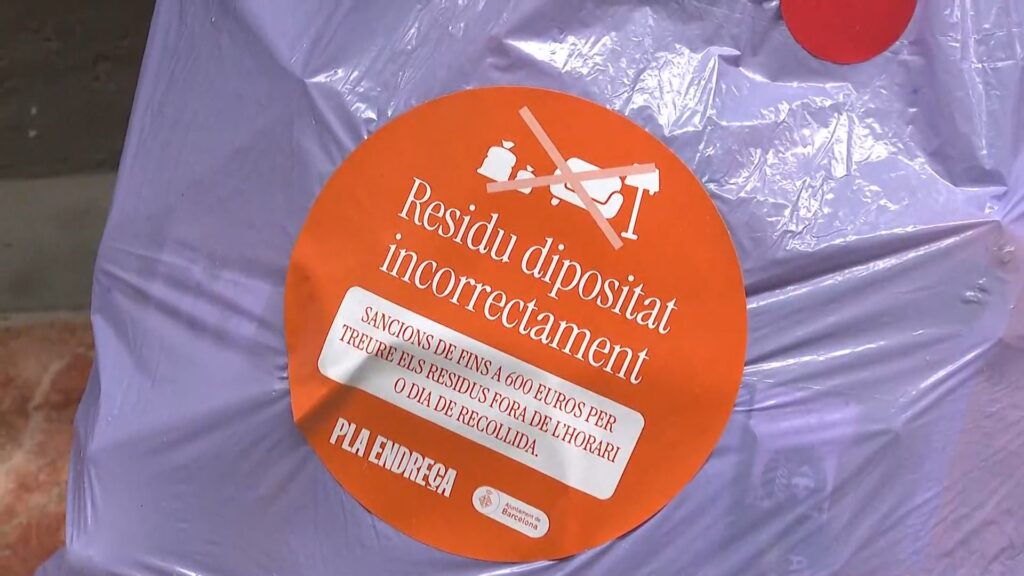 Residu dipositat
incorrectament
SANCIONS DE FINS A 600 EUROS PER
TREURE ELS RESIDUS FORA DE L'HORARI
O DIA DE RECOLLIDA.
PLA ENDREÇA
Ajuntament de
Barcelona